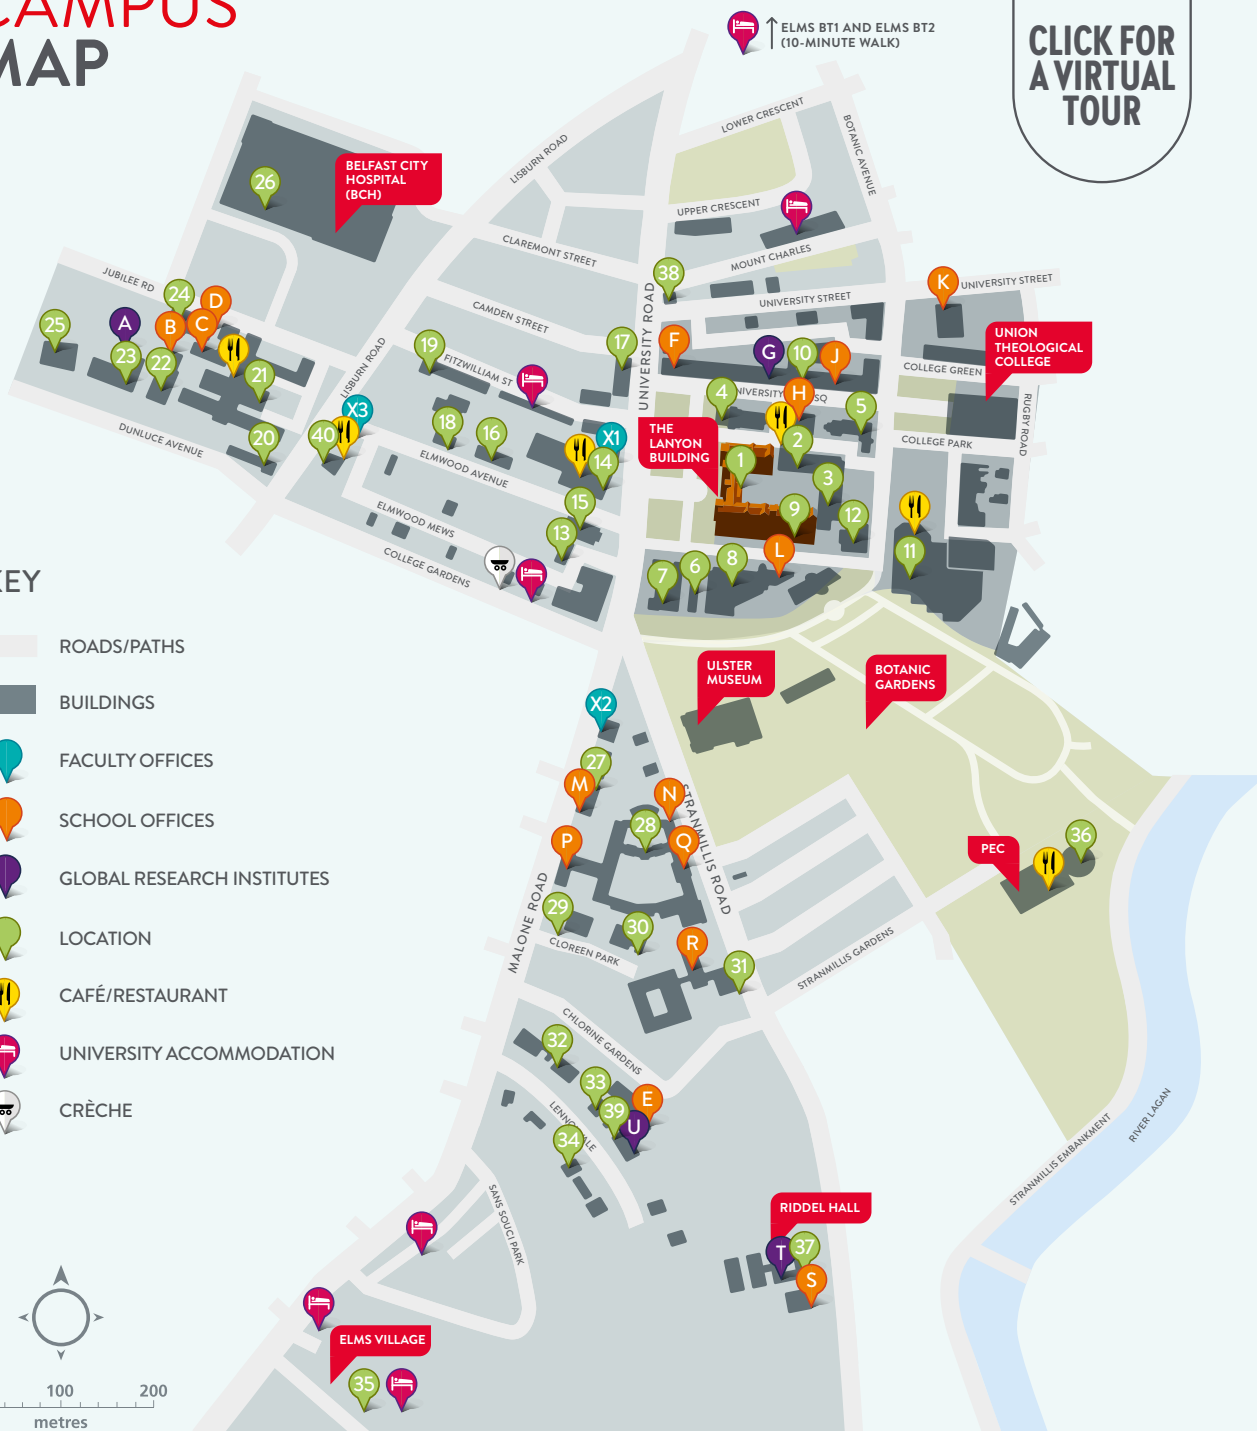 CAMPUS
MAP
ELMS BT1 AND ELMS BT2
(10-MINUTE WALK)
CLICK FOR
A VIRTUAL
TOUR
LOWER CRESCENT
BOTANIC AVENUE
LISBURN ROAD
BELFAST CITY
HOSPITAL
(BCH)
26
UPPER CRESCENT
CLAREMONT STREET
MOUNT CHARLES
38
JUBILEE RD
24
D
K
UNIVERSITY STREET
UNIVERSITY STREET
CAMDEN STREET
UNIVERSITY ROAD
25
A
B
C
UNION
THEOLOGICAL
COLLEGE
23
22
21
LISBURN ROAD
19
FITZWILLIAM ST
17
F
G
10
J
COLLEGE GREEN
4
H
SQ
5
RUGBY ROAD
X3
THE
LANYON
BUILDING
DUNLUCE AVENUE
20
40
18
16
X1
14
1
2
COLLEGE PARK
ELMWOOD AVENUE
3
15
9
12
ELMWOOD MEWS
13
COLLEGE GARDENS
7
6
8
L
11
KEY
ROADS/PATHS
BUILDINGS
FACULTY OFFICES
SCHOOL OFFICES
GLOBAL RESEARCH INSTITUTES
LOCATION
CAFÉ/RESTAURANT
UNIVERSITY ACCOMMODATION
CRÈCHE
ULSTER
MUSEUM
BOTANIC
GARDENS
X2
27
M
N
STRANMILLIS ROAD
28
P
Q
PEC
36
MALONE ROAD
29
30
CLOREEN PARK
R
31
STRANMILLIS GARDENS
CHLORINE GARDENS
32
33
E
39
U
34
STRANMILLIS EMBANKMENT
RIVER LAGAN
SANS SOUCI PARK
RIDDEL HALL
T
37
S
ELMS VILLAGE
35
100
200
metres